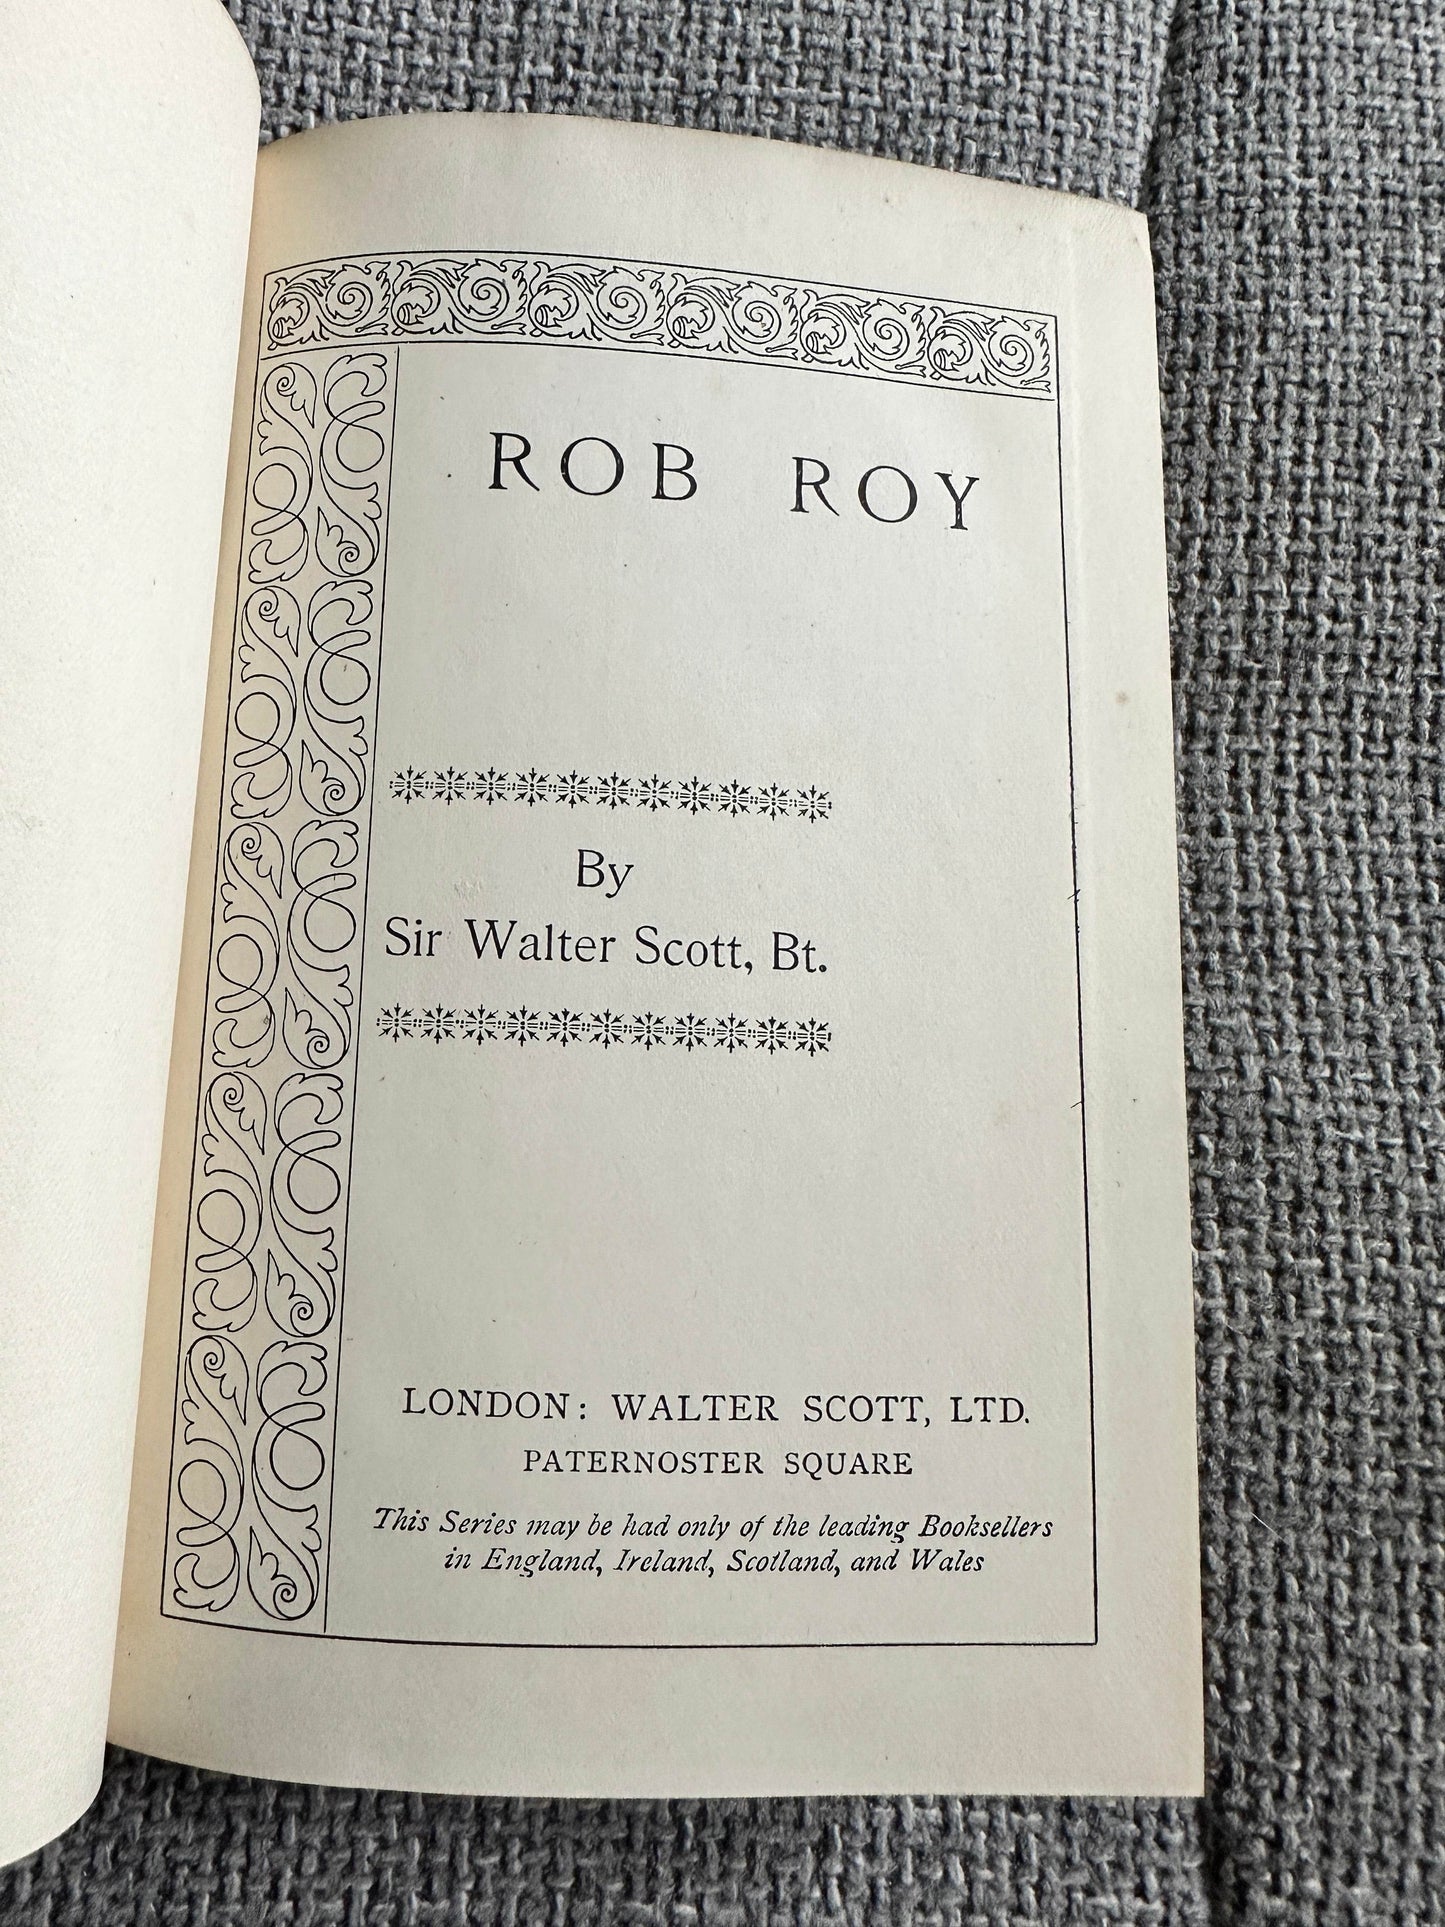 ROB ROY
By
Sir Walter Scott, Bt.
LONDON: WALTER SCOTT, LTD.
PATERNOSTER SQUARE
This Series may be had only of the leading Booksellers
in England, Ireland, Scotland, and Wales